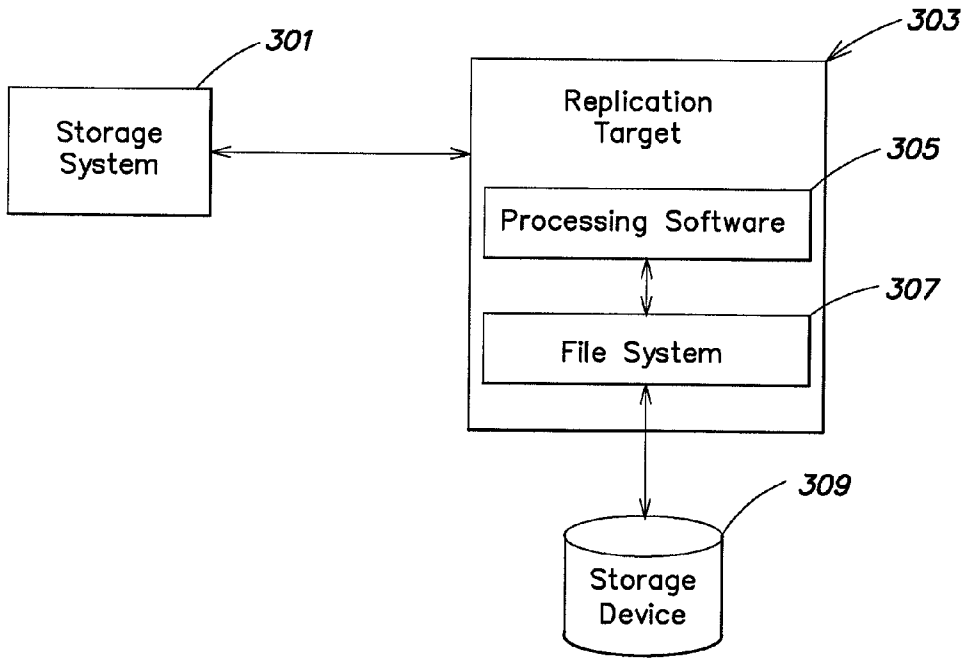 301
Storage
System
303
Replication
Target
305
Processing Software
307
File System
309
Storage
Device